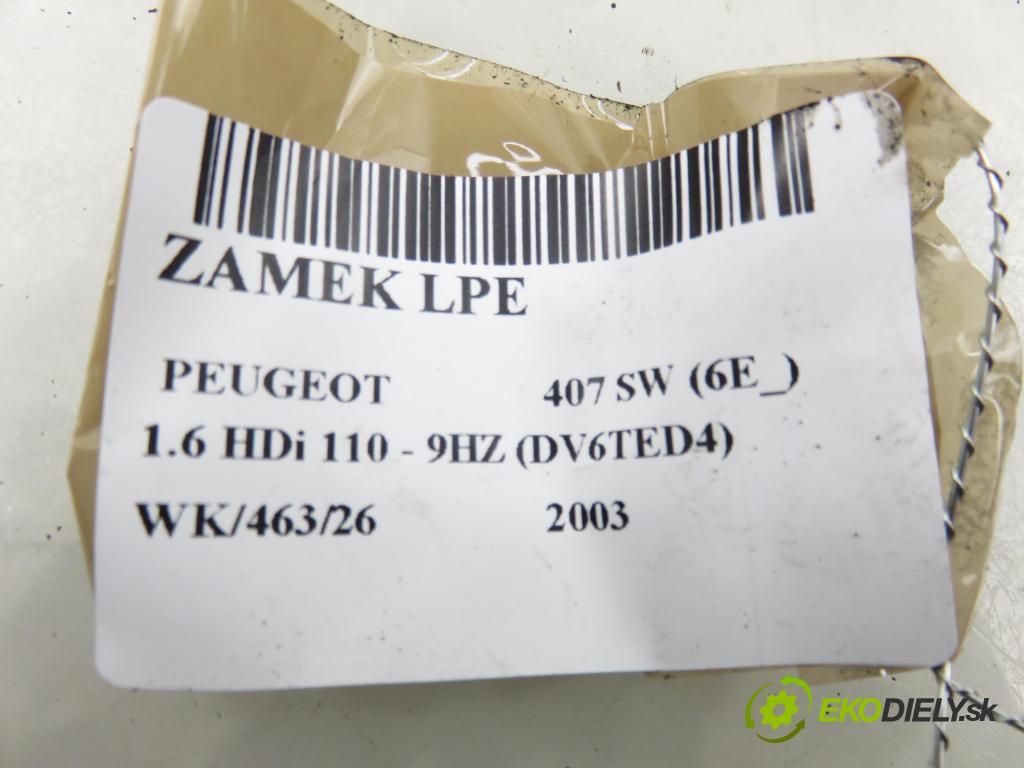 ZAMEK LPE
PEUGEOT 407 SW (6E_)
1.6 HDi 110 - 9HZ (DV6TED4)
WK/463/26 2003
EKODIELY.sk